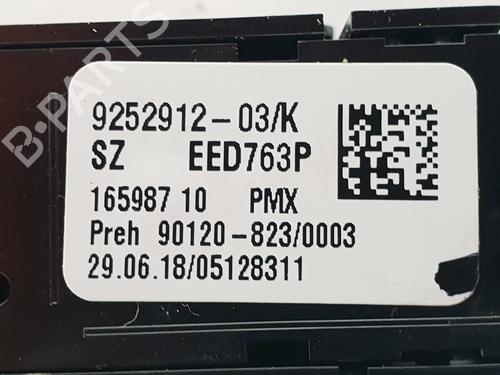 B-PARTS
9252912-03/K
SZ EED763P
165987 10 PMX
Preh 90120-823/0003
29.06.18/05128311